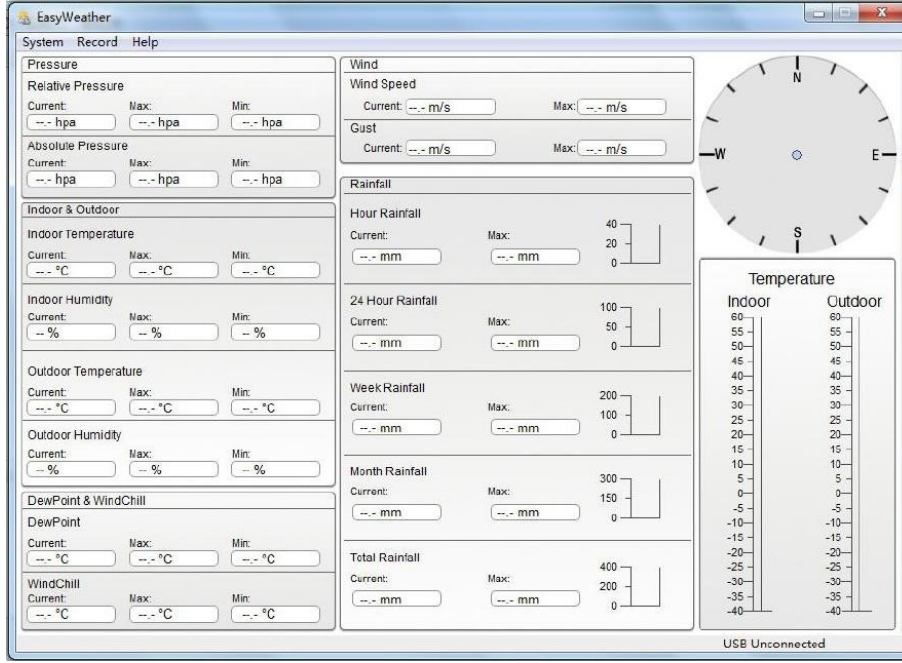 EasyWeather
System Record Help
Pressure
Relative Pressure
Current: Max: Min:
--.- hpa --.- hpa --.- hpa
Absolute Pressure
Current: Max: Min:
--.- hpa --.- hpa --.- hpa
Indoor & Outdoor
Indoor Temperature
Current: Max: Min:
--.- °C --.- °C --.- °C
Indoor Humidity
Current: Max: Min:
-- % -- % -- %
Outdoor Temperature
Current: Max: Min:
--.- °C --.- °C --.- °C
Outdoor Humidity
Current: Max: Min:
-- % -- % -- %
DewPoint & WindChill
DewPoint
Current: Max: Min:
--.- °C --.- °C --.- °C
WindChill
Current: Max: Min:
--.- °C --.- °C --.- °C
Wind
Wind Speed
Current: --.- m/s Max: --.- m/s
Gust
Current: --.- m/s Max: --.- m/s
Rainfall
Hour Rainfall
Current: Max:
--.- mm --.- mm
40
20
0
24 Hour Rainfall
Current: Max:
--.- mm --.- mm
100
50
0
Week Rainfall
Current: Max:
--.- mm --.- mm
200
100
0
Month Rainfall
Current: Max:
--.- mm --.- mm
300
150
0
Total Rainfall
Current: Max:
--.- mm --.- mm
400
200
0
N
W E
S
Temperature
Indoor Outdoor
60 60
55 55
50 50
45 45
40 40
35 35
30 30
25 25
20 20
15 15
10 10
5 5
0 0
-5 -5
-10 -10
-15 -15
-20 -20
-25 -25
-30 -30
-35 -35
-40 -40
USB Unconnected